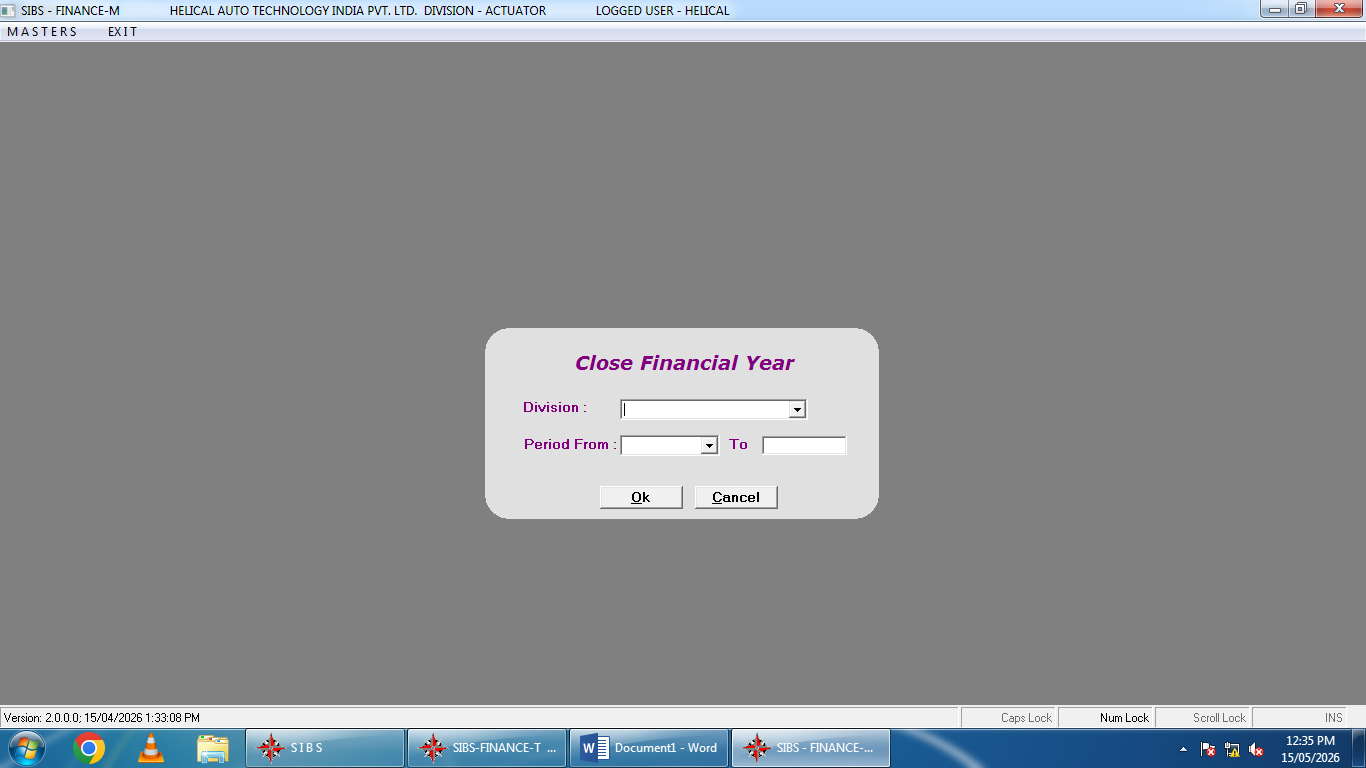 SIBS - FINANCE-M HELICAL AUTO TECHNOLOGY INDIA PVT. LTD. DIVISION - ACTUATOR LOGGED USER - HELICAL
MASTERS EXIT
Close Financial Year
Division :
Period From : To
Ok Cancel
Version: 2.0.0.0; 15/04/2026 1:33:08 PM Caps Lock Num Lock Scroll Lock INS
S I B S SIBS-FINANCE-T ... Document1 - Word SIBS - FINANCE-... 12:35 PM
15/05/2026